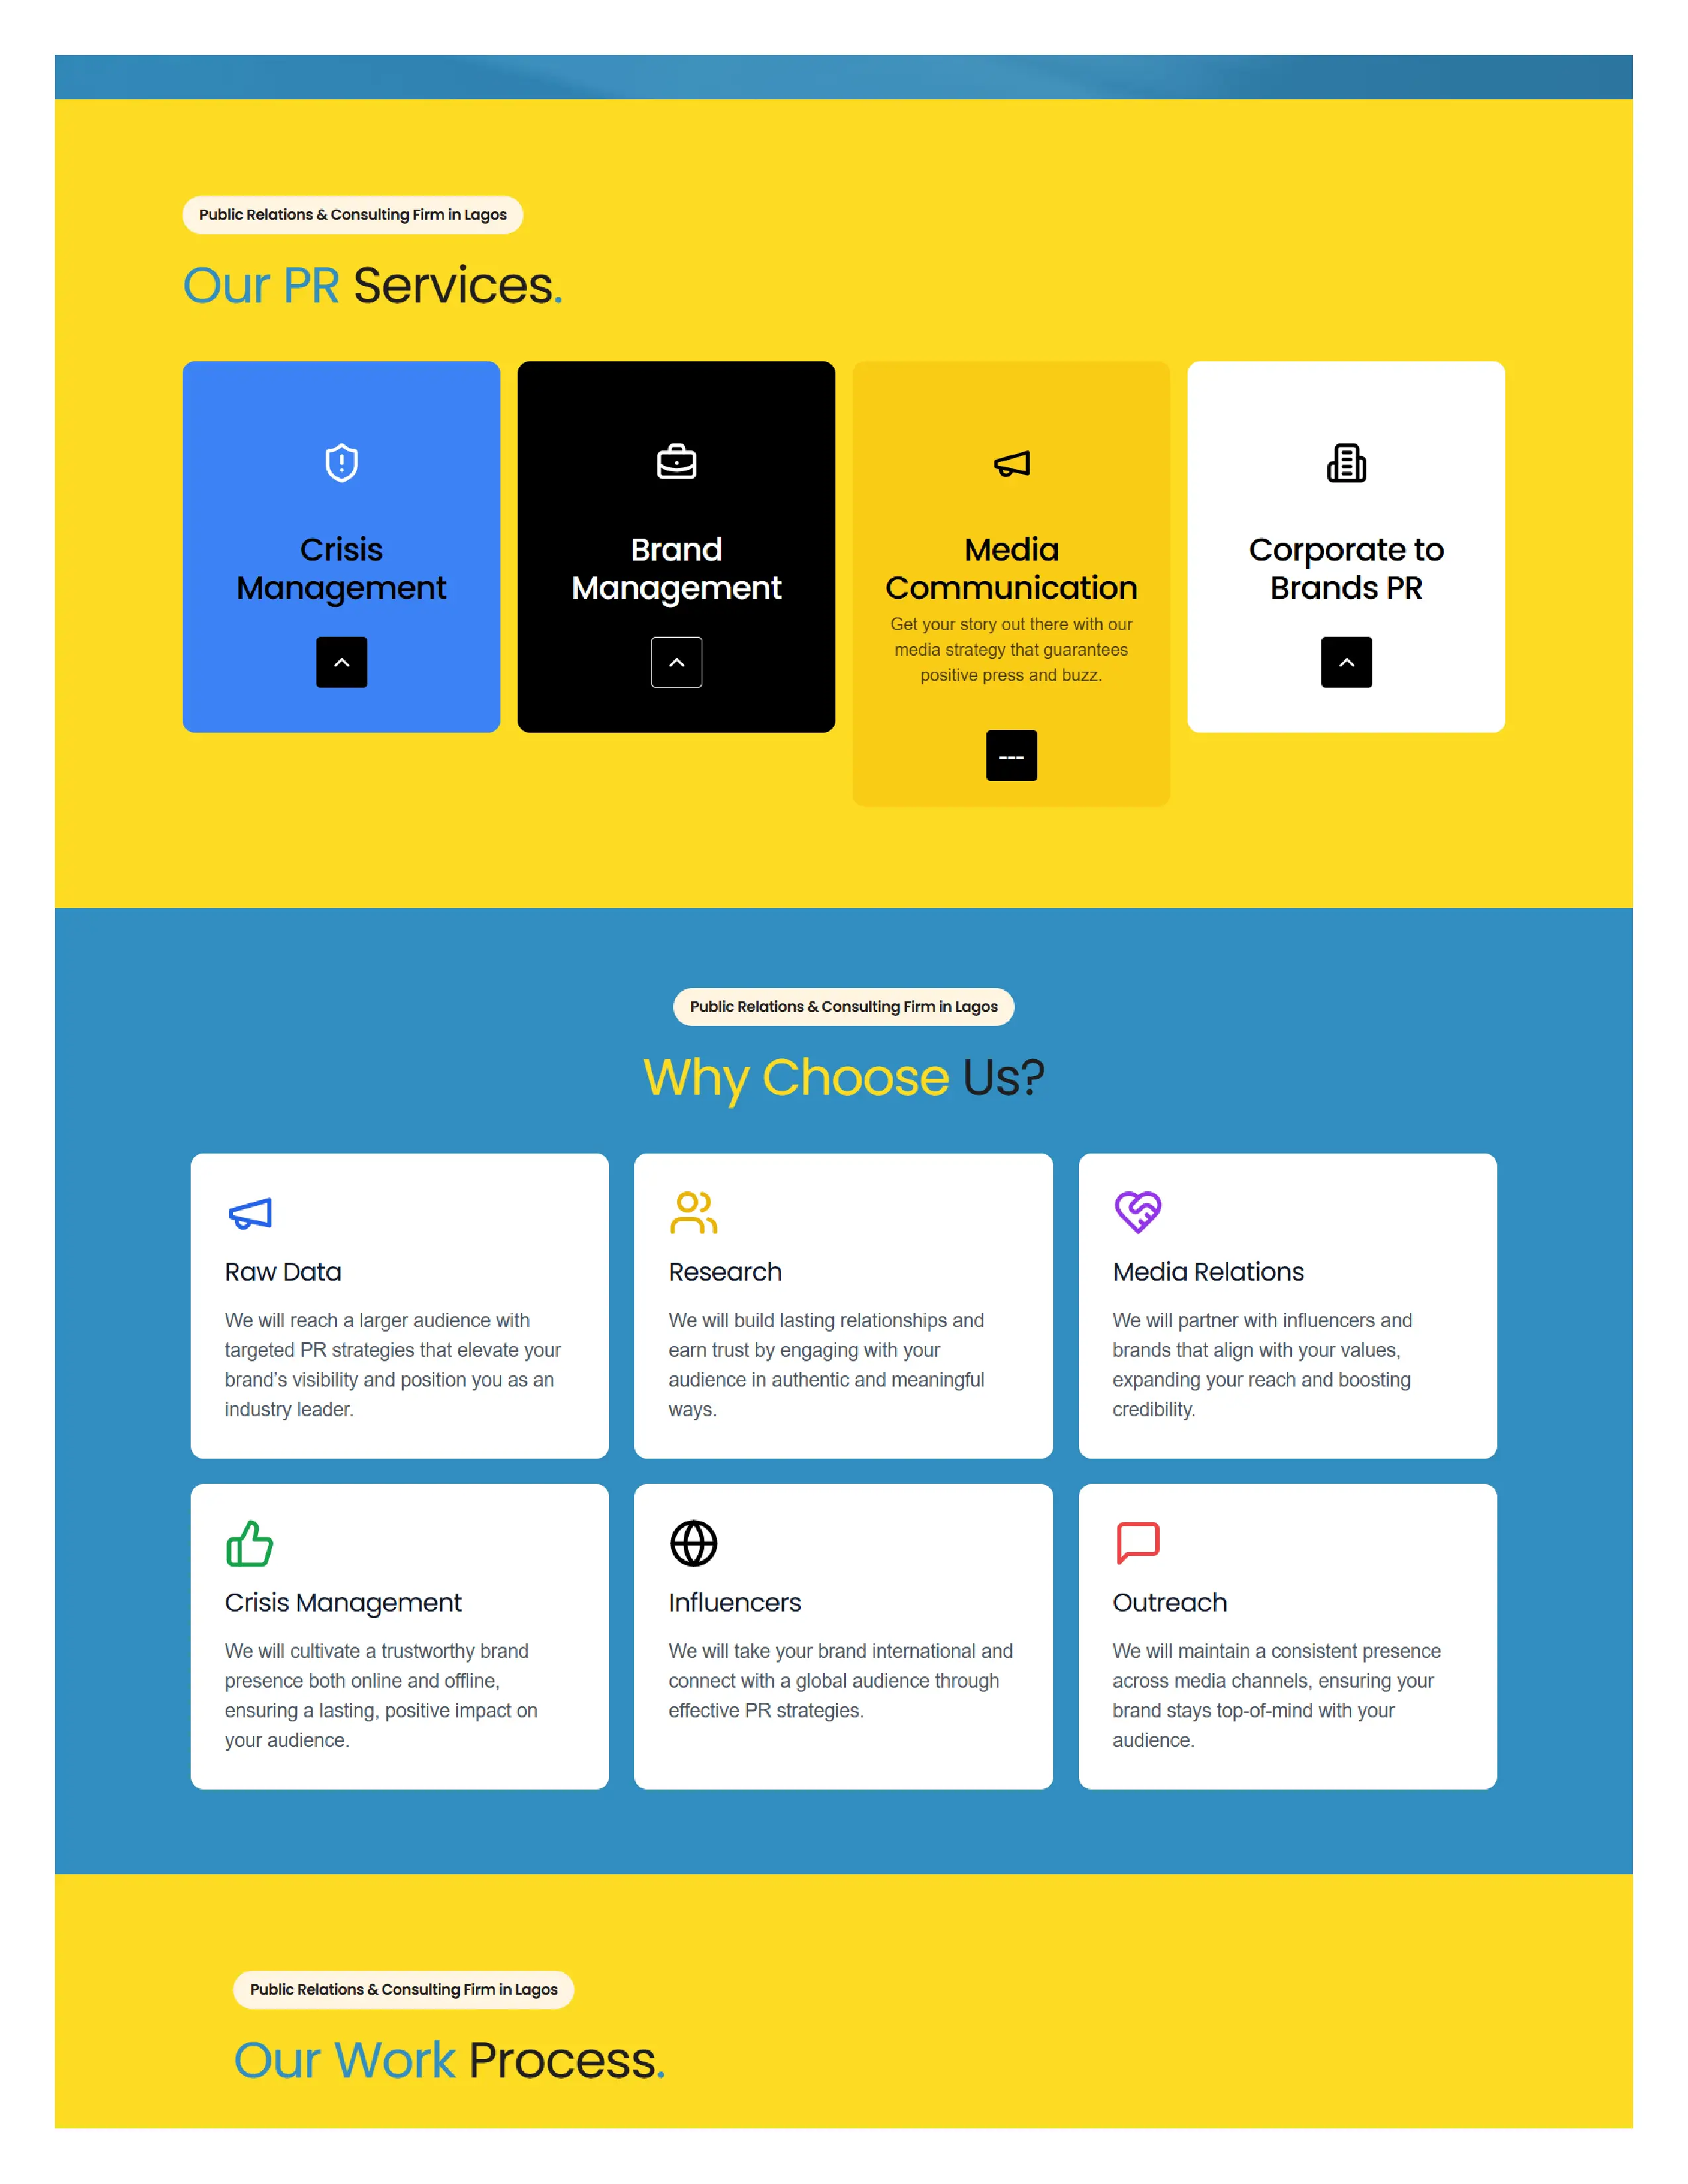 Public Relations & Consulting Firm in Lagos
Our PR Services.
Crisis
Management
Brand
Management
Media
Communication
Get your story out there with our
media strategy that guarantees
positive press and buzz.
---
Corporate to
Brands PR
Public Relations & Consulting Firm in Lagos
Why Choose Us?
Raw Data
We will reach a larger audience with
targeted PR strategies that elevate your
brand’s visibility and position you as an
industry leader.
Research
We will build lasting relationships and
earn trust by engaging with your
audience in authentic and meaningful
ways.
Media Relations
We will partner with influencers and
brands that align with your values,
expanding your reach and boosting
credibility.
Crisis Management
We will cultivate a trustworthy brand
presence both online and offline,
ensuring a lasting, positive impact on
your audience.
Influencers
We will take your brand international and
connect with a global audience through
effective PR strategies.
Outreach
We will maintain a consistent presence
across media channels, ensuring your
brand stays top-of-mind with your
audience.
Public Relations & Consulting Firm in Lagos
Our Work Process.